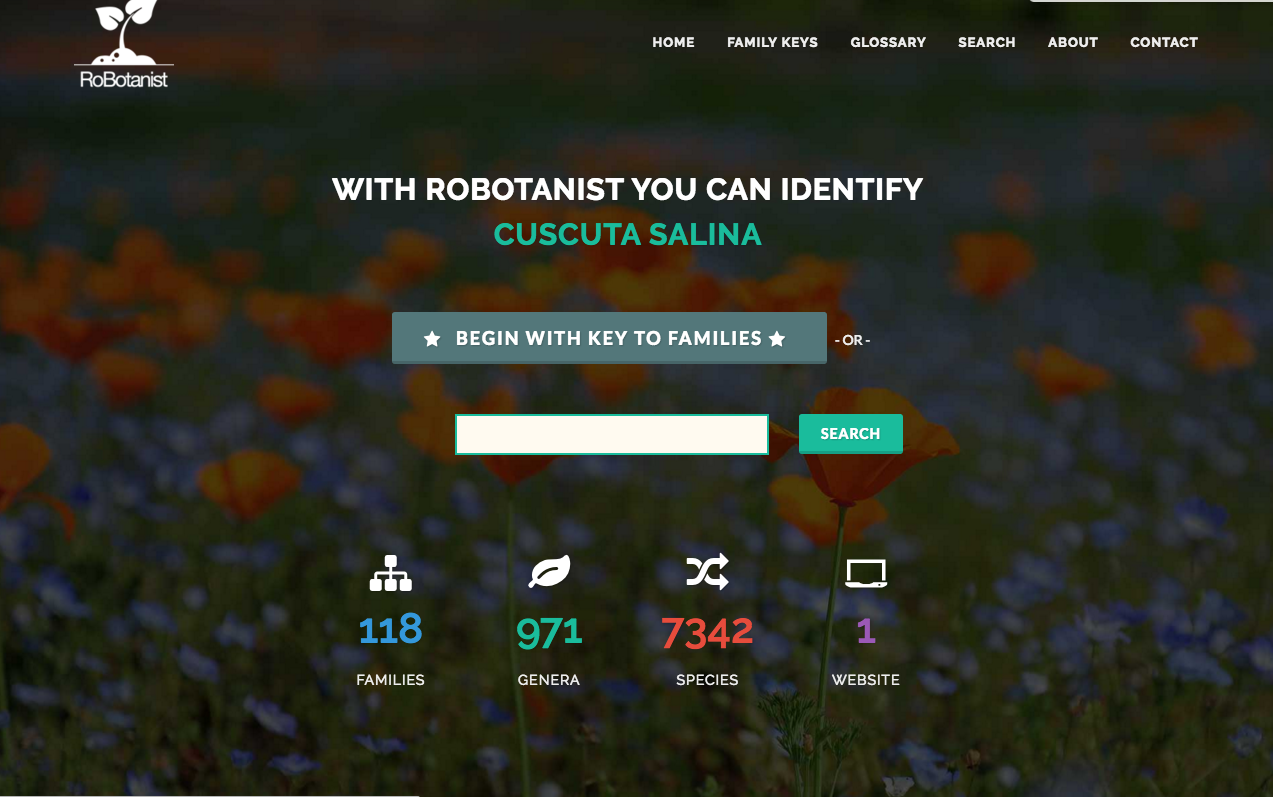 RoBotanist
HOME FAMILY KEYS GLOSSARY SEARCH ABOUT CONTACT
WITH ROBOTANIST YOU CAN IDENTIFY
CUSCUTA SALINA
BEGIN WITH KEY TO FAMILIES - OR -
SEARCH
118 971 7342 1
FAMILIES GENERA SPECIES WEBSITE